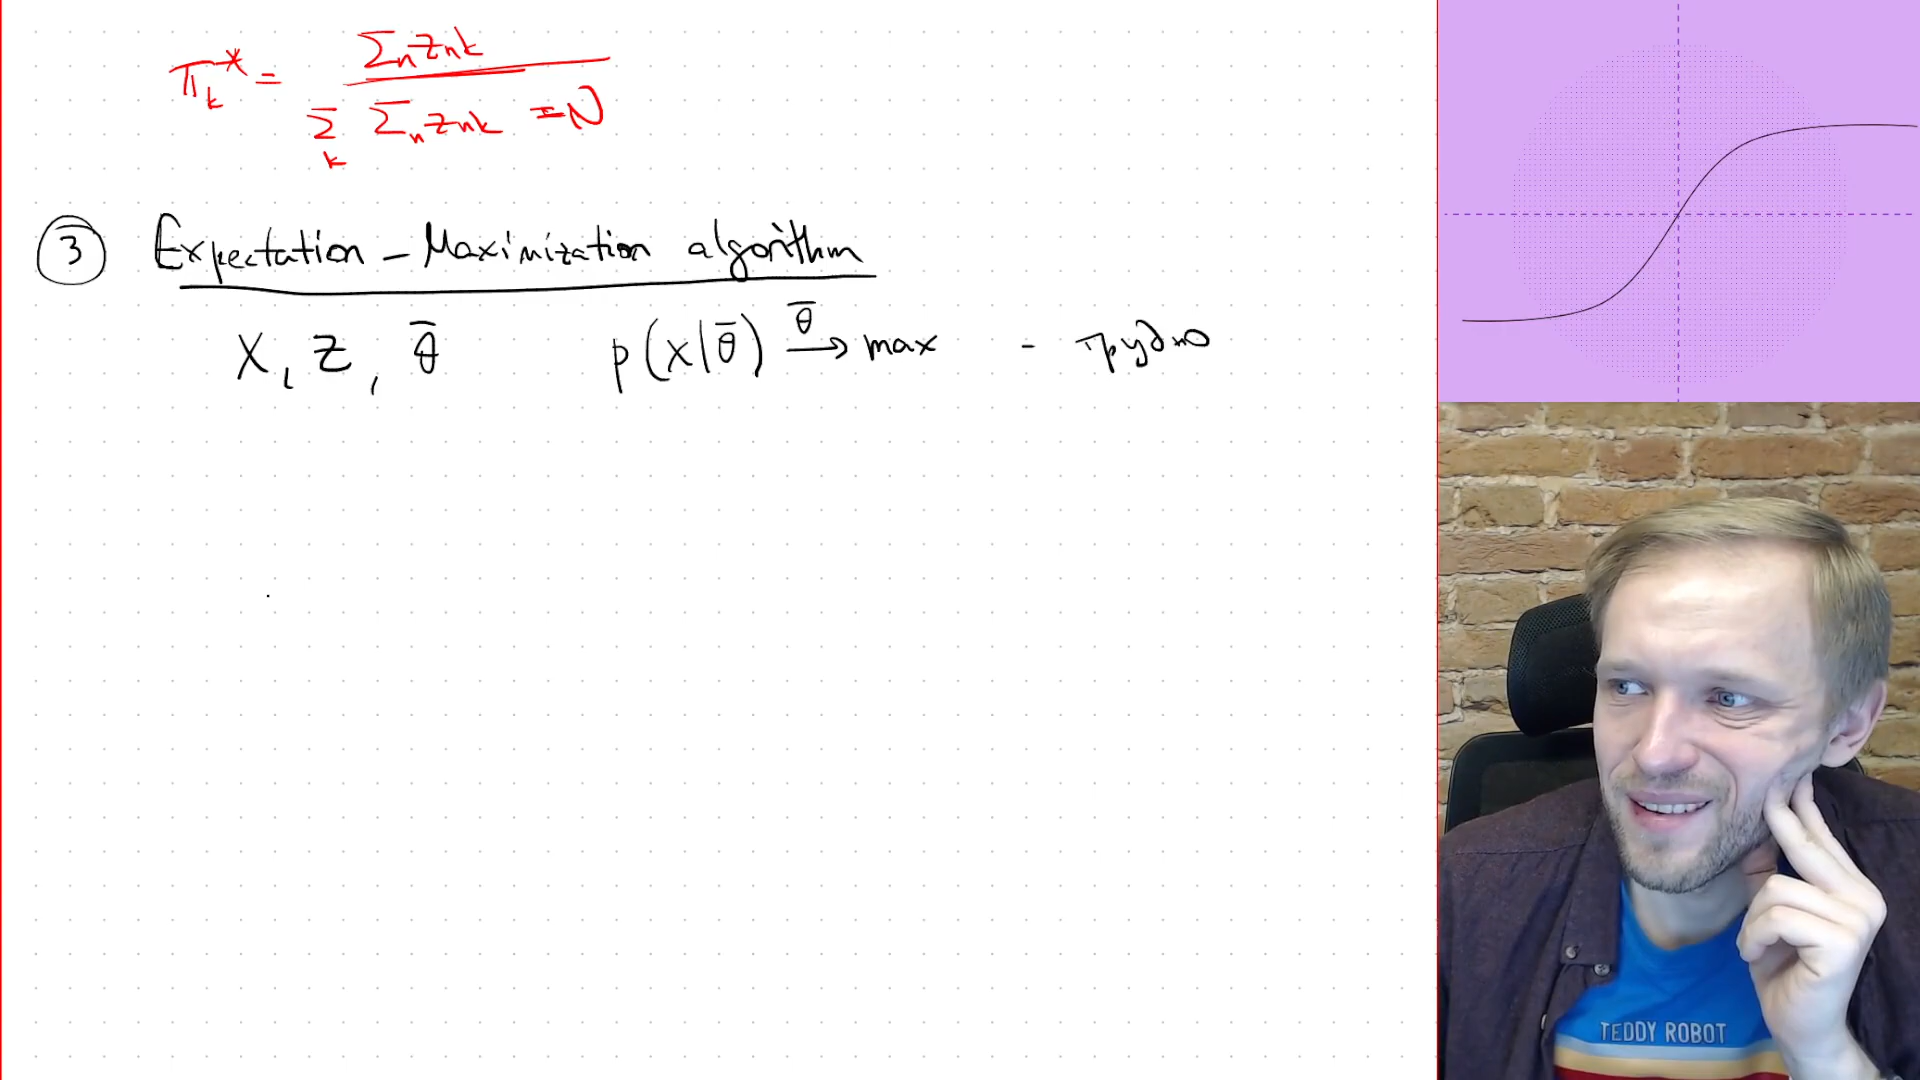 π_k^* = Σ_n z_nk / Σ_k Σ_n z_nk = N
③ Expectation - Maximization algorithm
X, Z, θ̄ p(X|θ̄) →^θ̄ max - трудно
TEDDY ROBOT